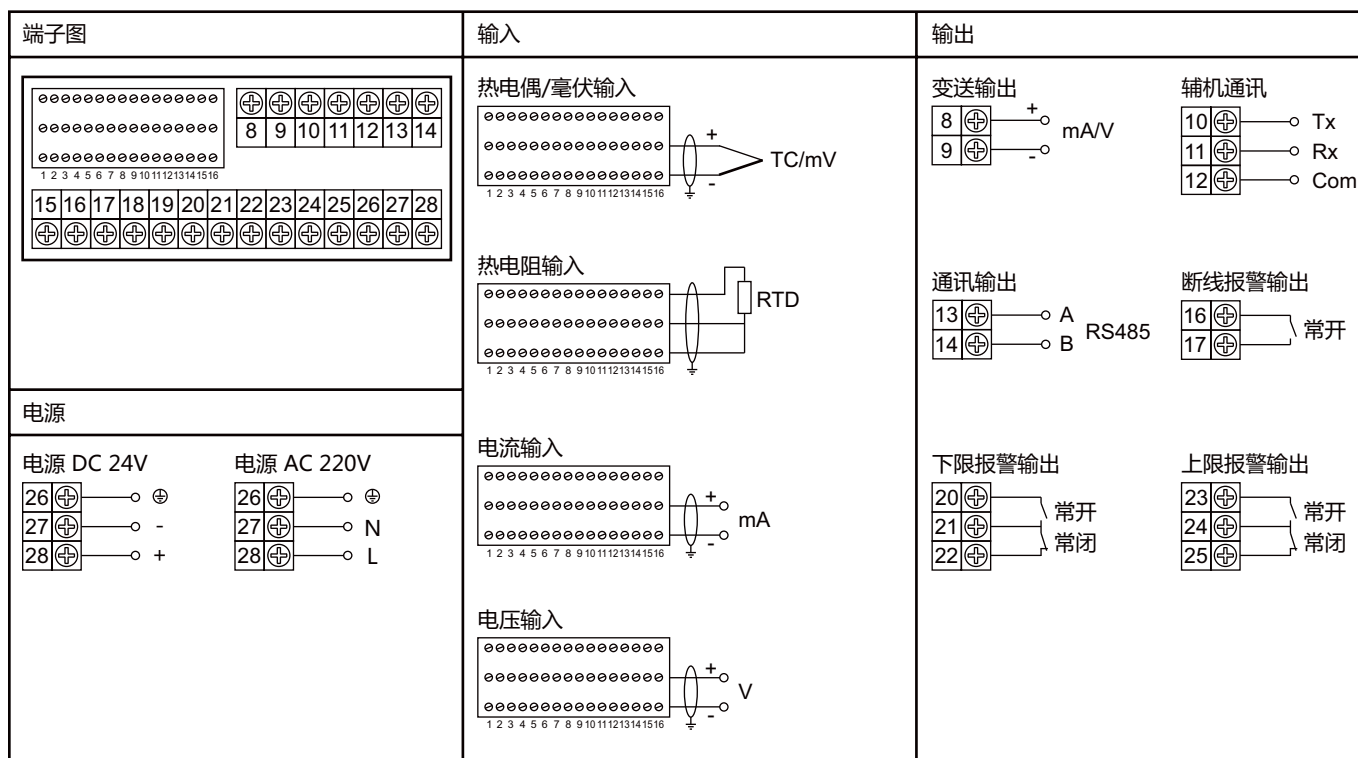 端子图
8 9 10 11 12 13 14
1 2 3 4 5 6 7 8 9 10 11 12 13 14 15 16
15 16 17 18 19 20 21 22 23 24 25 26 27 28
电源
电源 DC 24V
26
27 -
28 +
电源 AC 220V
26
27 N
28 L
输入
热电偶/毫伏输入
+
TC/mV
-
1 2 3 4 5 6 7 8 9 10 11 12 13 14 15 16
热电阻输入
RTD
1 2 3 4 5 6 7 8 9 10 11 12 13 14 15 16
电流输入
+
mA
-
1 2 3 4 5 6 7 8 9 10 11 12 13 14 15 16
电压输入
+
V
-
1 2 3 4 5 6 7 8 9 10 11 12 13 14 15 16
输出
变送输出
8 +
mA/V
9 -
辅机通讯
10 Tx
11 Rx
12 Com
通讯输出
13 A
RS485
14 B
断线报警输出
16
常开
17
下限报警输出
20
常开
21
常闭
22
上限报警输出
23
常开
24
常闭
25